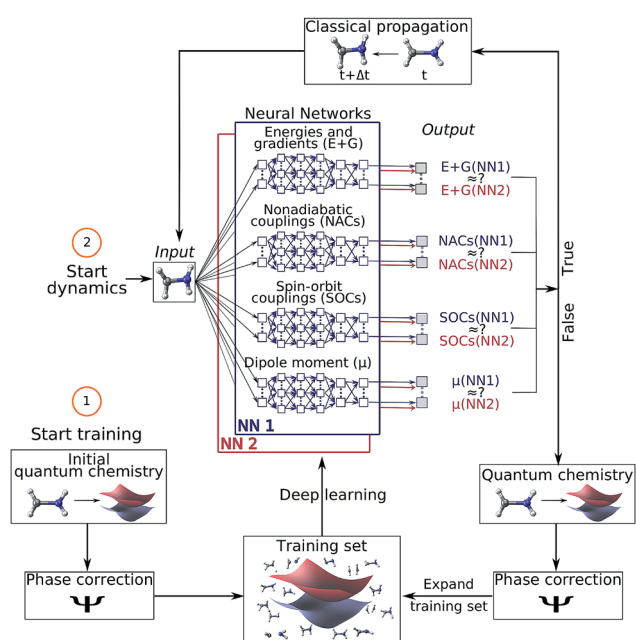 Classical propagation
t+Δt
t
Neural Networks
Output
Energies and
gradients (E+G)
E+G(NN1)
≈?
E+G(NN2)
Nonadiabatic
couplings (NACs)
NACs(NN1)
≈?
NACs(NN2)
2
Start
dynamics
Input
True
False
Spin-orbit
couplings (SOCs)
SOCs(NN1)
≈?
SOCs(NN2)
Dipole moment (μ)
μ(NN1)
≈?
μ(NN2)
NN 1
NN 2
1
Start training
Initial
quantum chemistry
Deep learning
Quantum chemistry
Phase correction
Ψ
Training set
Expand
training set
Phase correction
Ψ